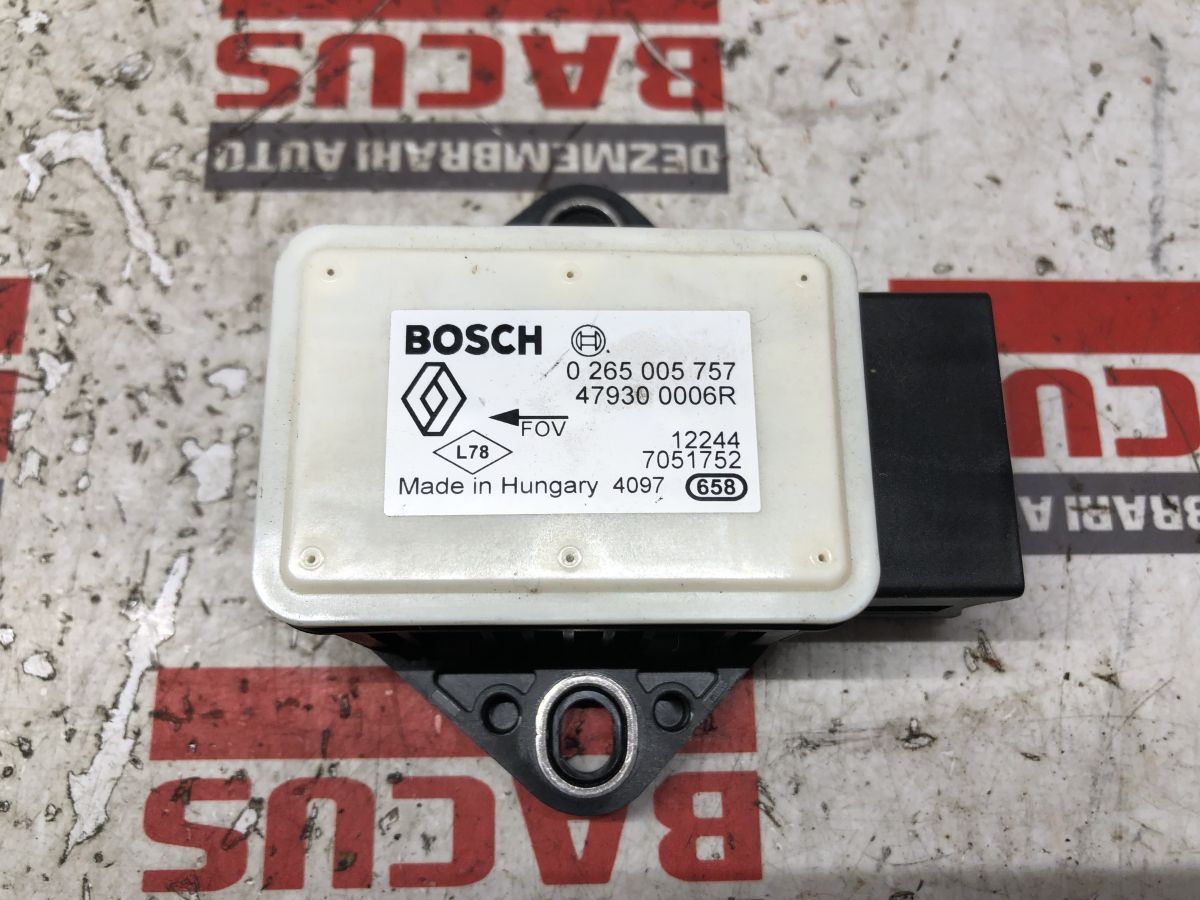 BACUS
DEZMEMBRARI AUTO
BOSCH
0 265 005 757
47930 0006R
FOV
L78
12244
7051752
Made in Hungary 4097 658
BACUS